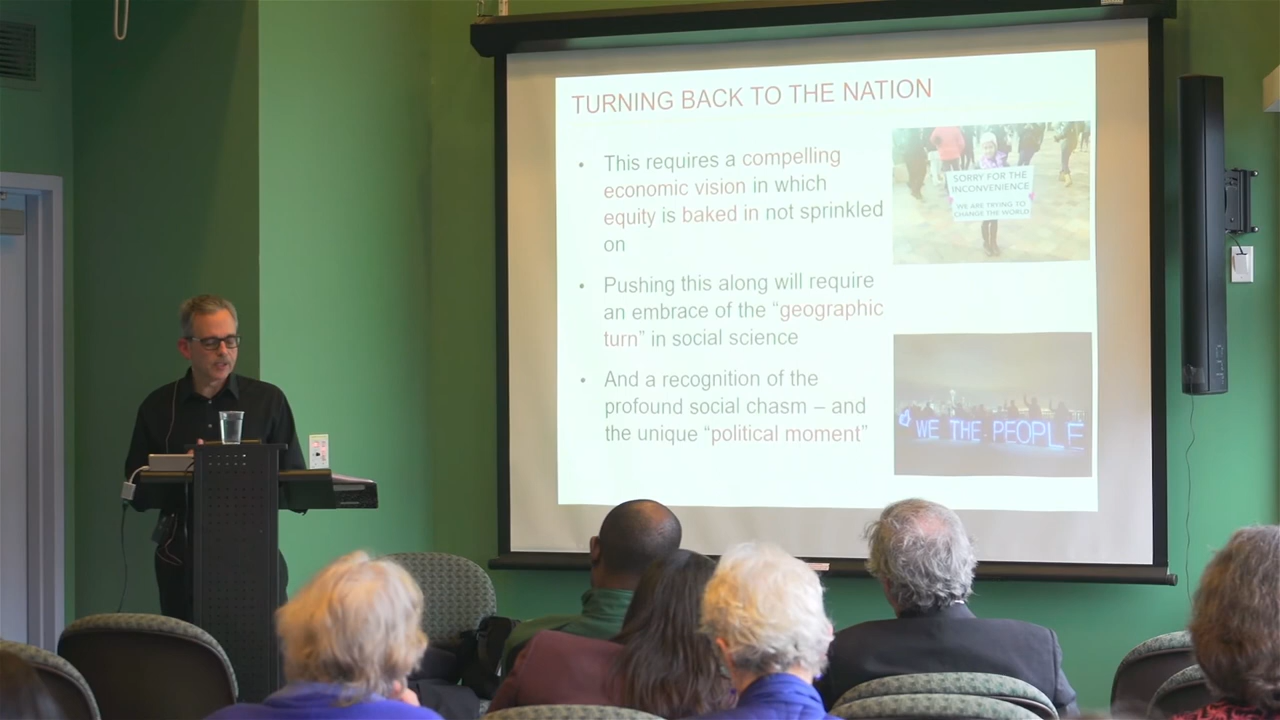 TURNING BACK TO THE NATION
• This requires a compelling
economic vision in which
equity is baked in not sprinkled
on
• Pushing this along will require
an embrace of the “geographic
turn” in social science
• And a recognition of the
profound social chasm – and
the unique “political moment”
SORRY FOR THE
INCONVENIENCE
WE ARE TRYING TO
CHANGE THE WORLD
WE THE PEOPLE